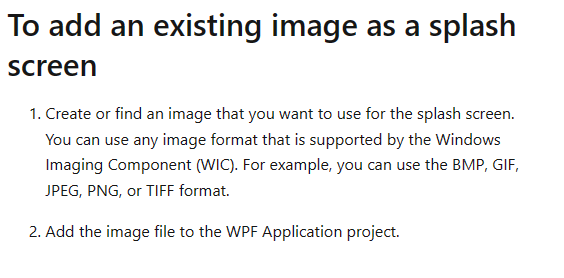 To add an existing image as a splash
screen
1. Create or find an image that you want to use for the splash screen.
You can use any image format that is supported by the Windows
Imaging Component (WIC). For example, you can use the BMP, GIF,
JPEG, PNG, or TIFF format.
2. Add the image file to the WPF Application project.